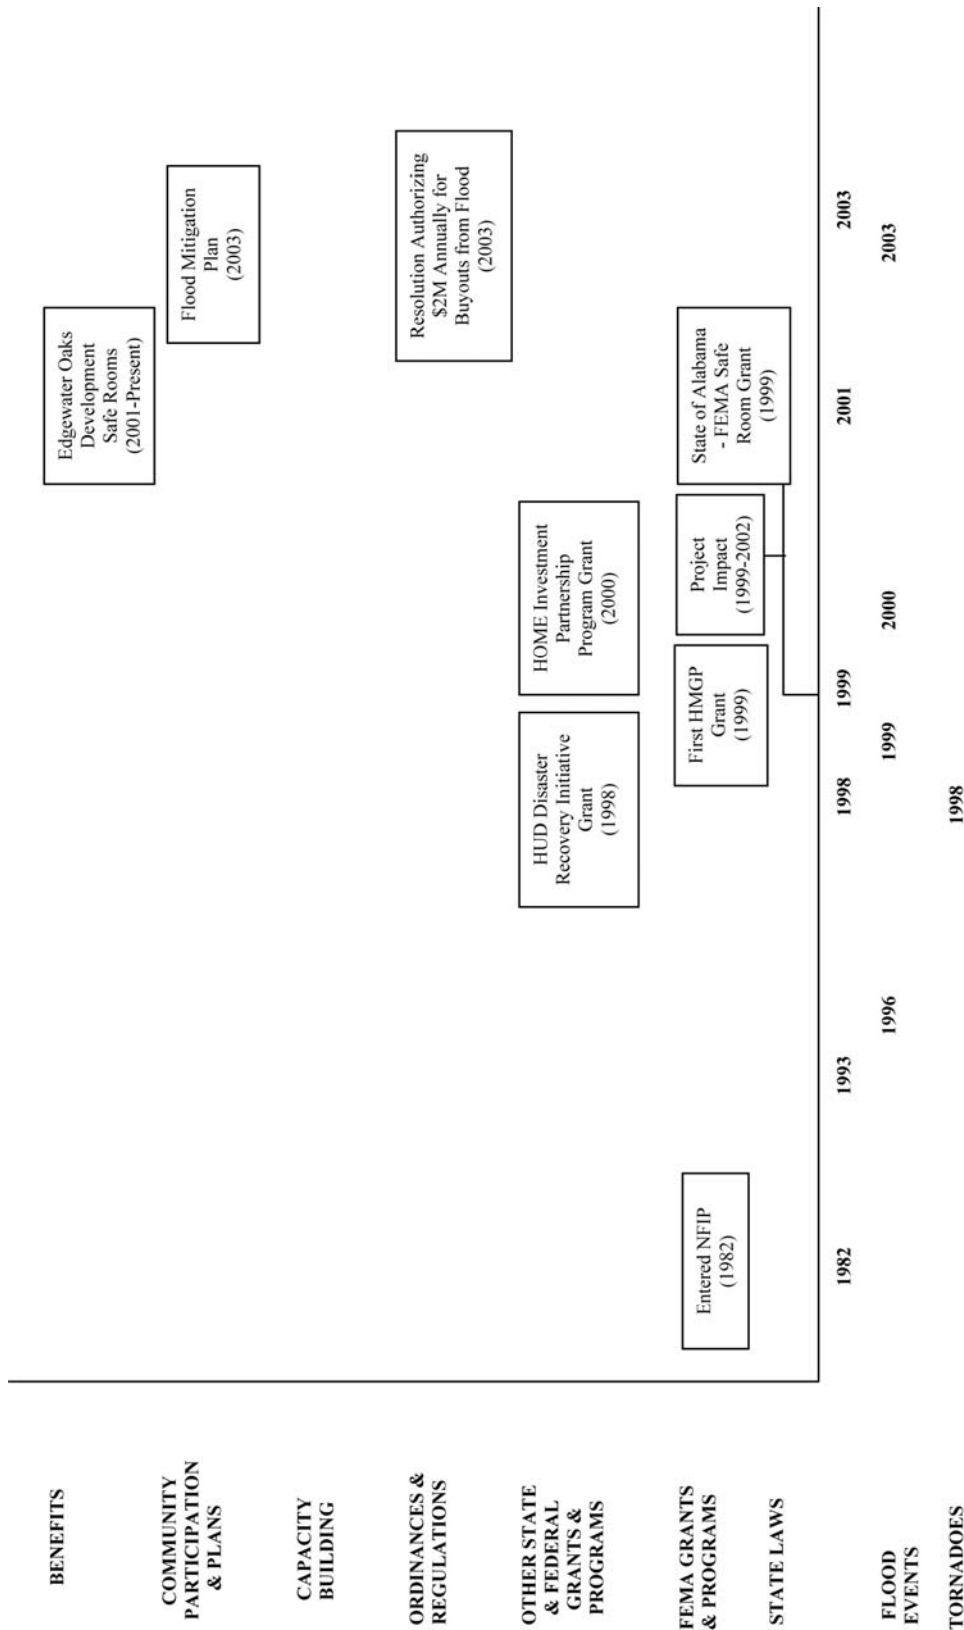 BENEFITS
Edgewater Oaks
Development
Safe Rooms
(2001-Present)
COMMUNITY
PARTICIPATION
& PLANS
Flood Mitigation
Plan
(2003)
CAPACITY
BUILDING
ORDINANCES &
REGULATIONS
Resolution Authorizing
$2M Annually for
Buyouts from Flood
(2003)
OTHER STATE
& FEDERAL
GRANTS &
PROGRAMS
HUD Disaster
Recovery Initiative
Grant
(1998)
HOME Investment
Partnership
Program Grant
(2000)
FEMA GRANTS
& PROGRAMS
Entered NFIP
(1982)
First HMGP
Grant
(1999)
Project
Impact
(1999-2002)
State of Alabama
- FEMA Safe
Room Grant
(1999)
STATE LAWS
1982
1993
1998
1999
2000
2001
2003
FLOOD
EVENTS
1996
1999
2003
TORNADOES
1998